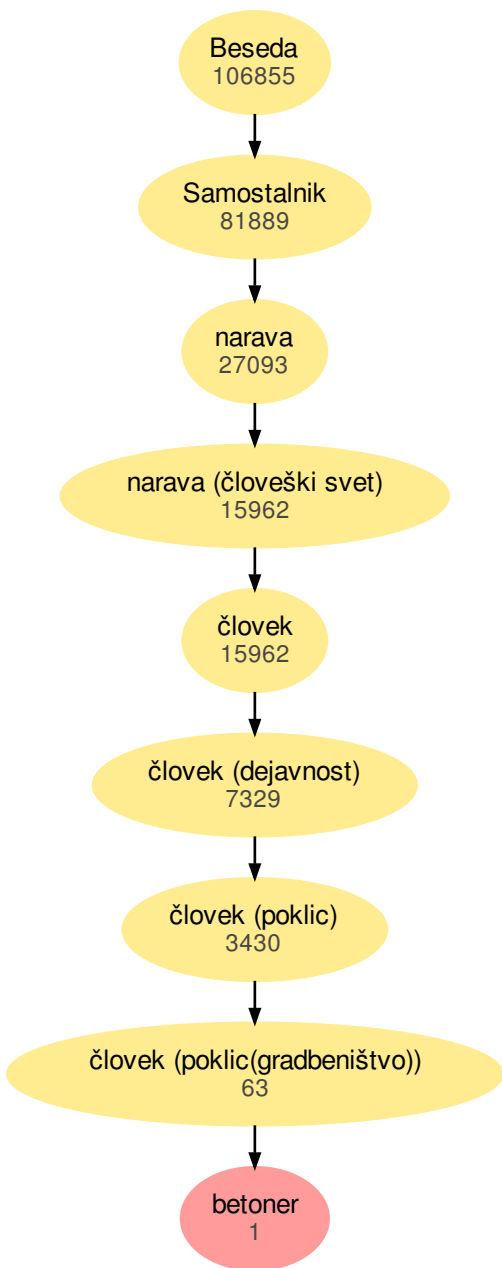 Beseda
106855
Samostalnik
81889
narava
27093
narava (človeški svet)
15962
človek
15962
človek (dejavnost)
7329
človek (poklic)
3430
človek (poklic(gradbeništvo))
63
betoner
1